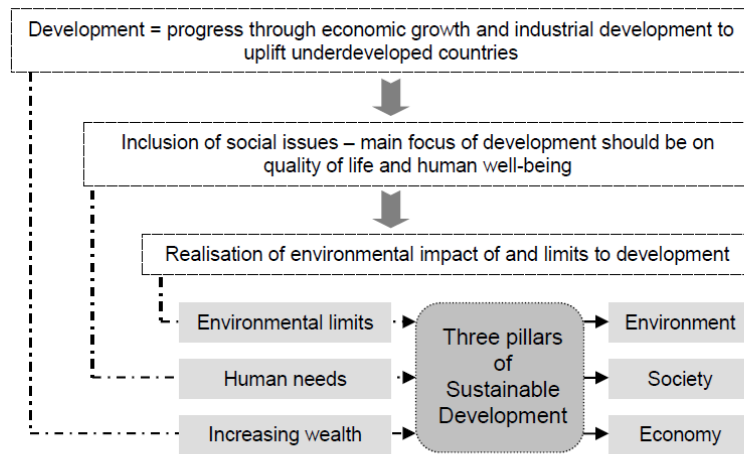 Development = progress through economic growth and industrial development to
uplift underdeveloped countries
Inclusion of social issues – main focus of development should be on
quality of life and human well-being
Realisation of environmental impact of and limits to development
Environmental limits
Human needs
Increasing wealth
Three pillars
of
Sustainable
Development
Environment
Society
Economy